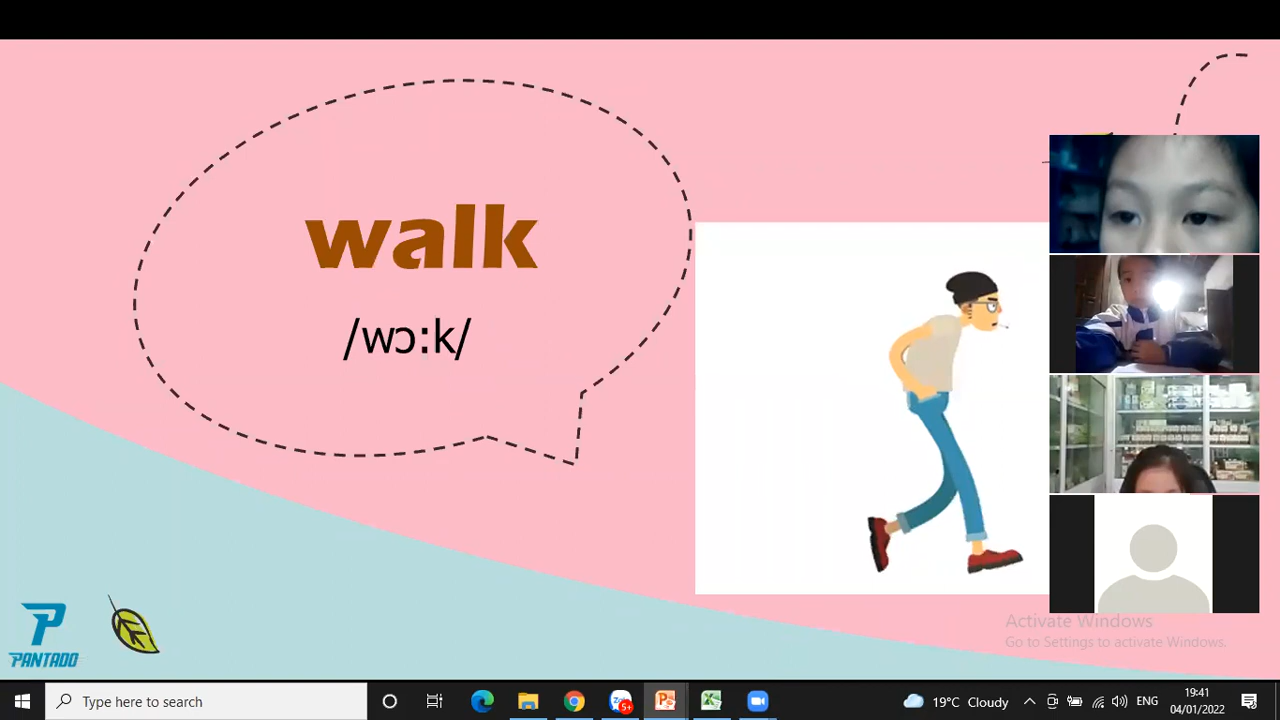 walk
/wɔ:k/
PANTADO
Activate Windows
Go to Settings to activate Windows.
Type here to search
5+
19°C Cloudy
ENG
19:41
04/01/2022